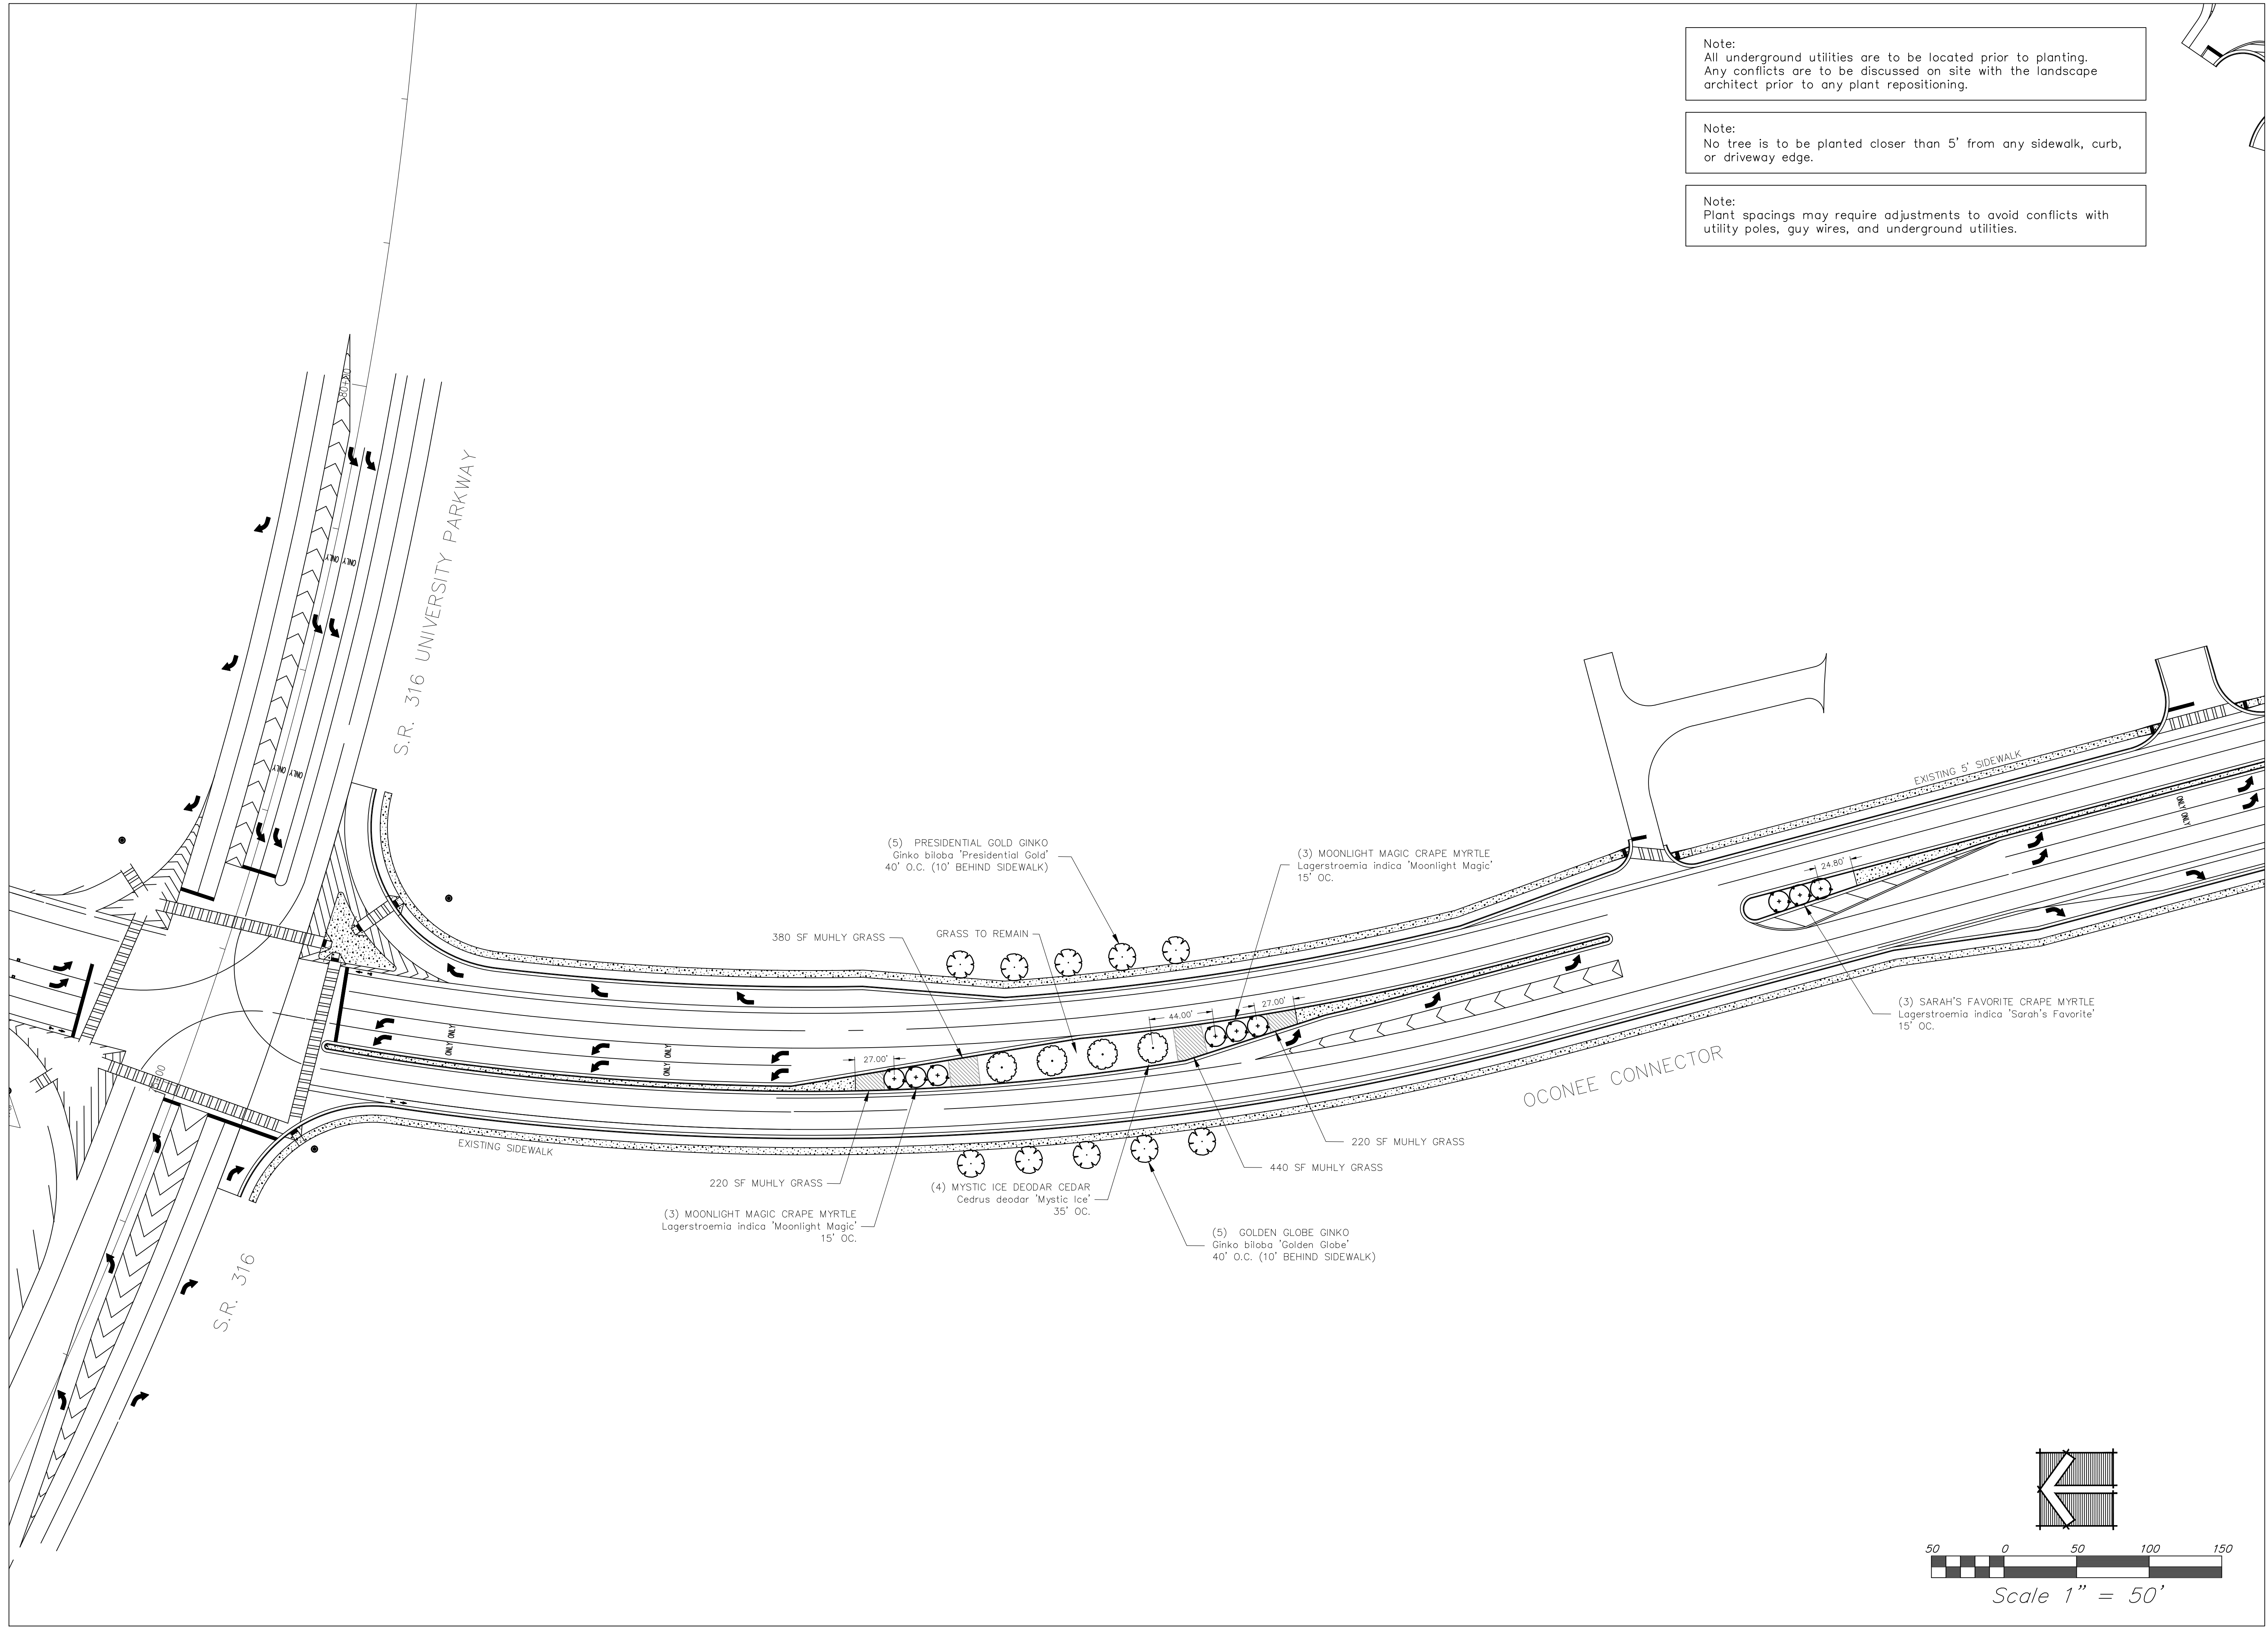 Note:
All underground utilities are to be located prior to planting.
Any conflicts are to be discussed on site with the landscape
architect prior to any plant repositioning.
Note:
No tree is to be planted closer than 5' from any sidewalk, curb,
or driveway edge.
Note:
Plant spacings may require adjustments to avoid conflicts with
utility poles, guy wires, and underground utilities.
S.R. 316 UNIVERSITY PARKWAY
ONLY ONLY
ONLY ONLY
EXISTING 5' SIDEWALK
ONLY ONLY
(5) PRESIDENTIAL GOLD GINKO
Ginko biloba 'Presidential Gold'
40' O.C. (10' BEHIND SIDEWALK)
(3) MOONLIGHT MAGIC CRAPE MYRTLE
Lagerstroemia indica 'Moonlight Magic'
15' OC.
24.80'
380 SF MUHLY GRASS
GRASS TO REMAIN
(3) SARAH'S FAVORITE CRAPE MYRTLE
Lagerstroemia indica 'Sarah's Favorite'
15' OC.
27.00'
44.00'
27.00'
ONLY ONLY
ONLY ONLY
OCONEE CONNECTOR
EXISTING SIDEWALK
220 SF MUHLY GRASS
440 SF MUHLY GRASS
220 SF MUHLY GRASS
(4) MYSTIC ICE DEODAR CEDAR
Cedrus deodar 'Mystic Ice'
35' OC.
(3) MOONLIGHT MAGIC CRAPE MYRTLE
Lagerstroemia indica 'Moonlight Magic'
15' OC.
(5) GOLDEN GLOBE GINKO
Ginko biloba 'Golden Globe'
40' O.C. (10' BEHIND SIDEWALK)
S.R. 316
50 0 50 100 150
Scale 1" = 50'